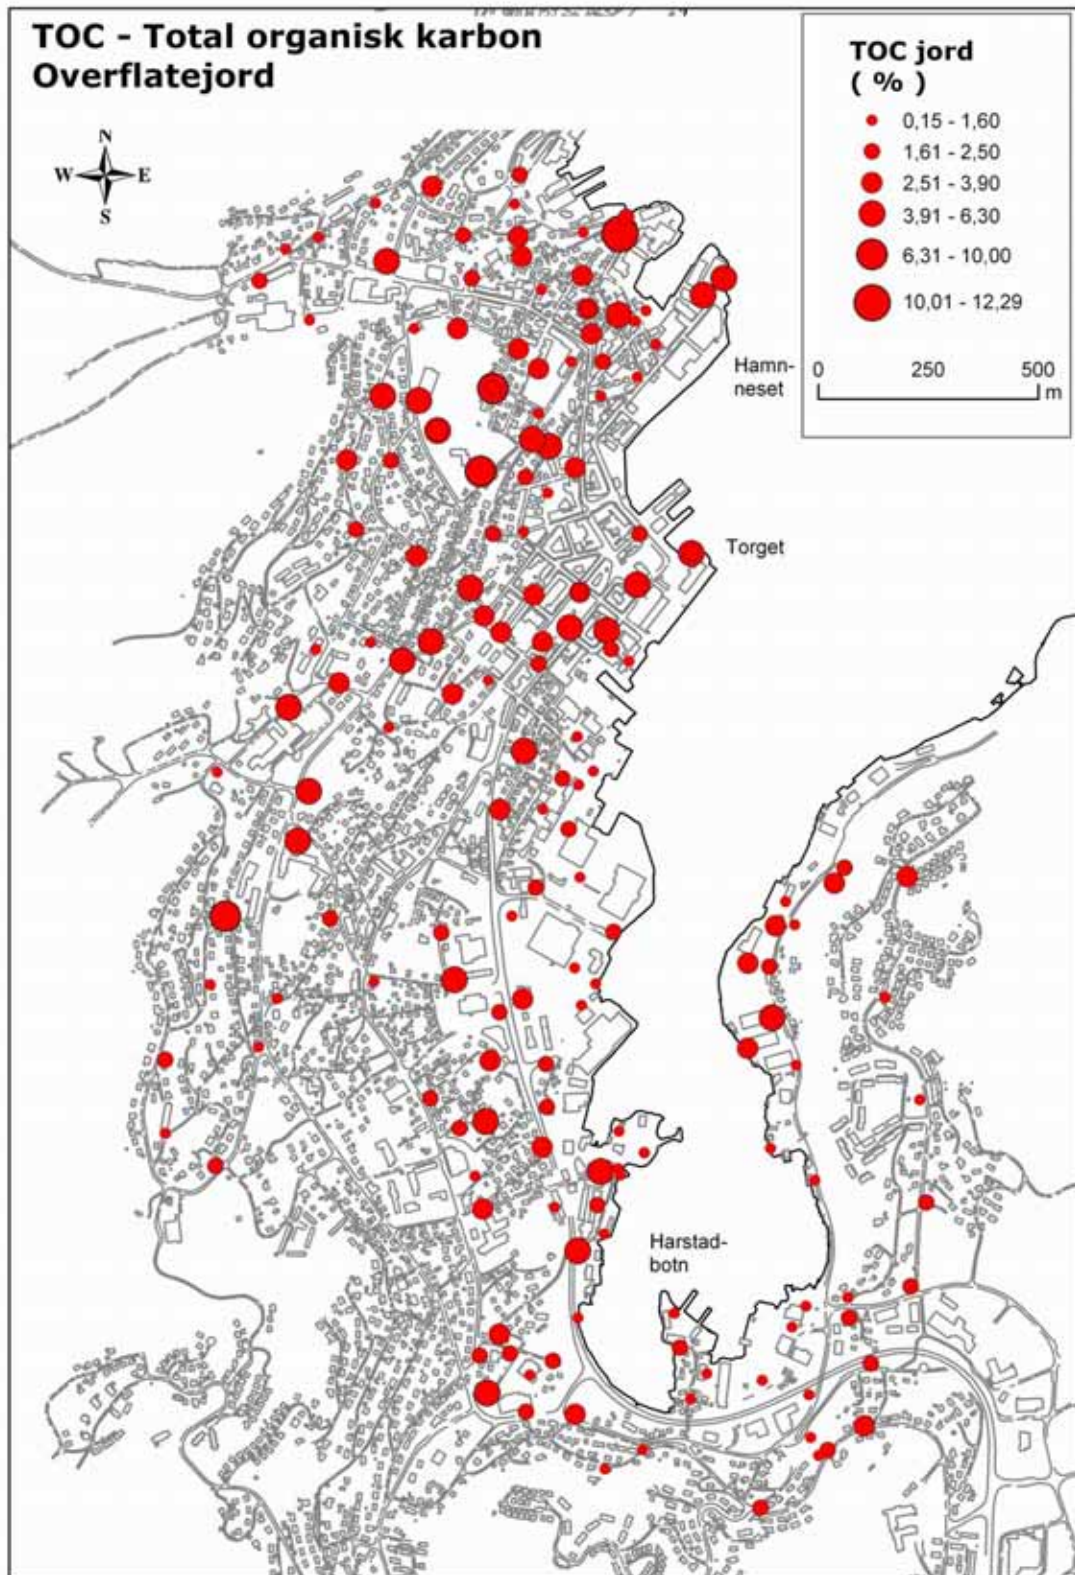 TOC - Total organisk karbon
Overflatejord
N
W
E
S
TOC jord
( % )
0,15 - 1,60
1,61 - 2,50
2,51 - 3,90
3,91 - 6,30
6,31 - 10,00
10,01 - 12,29
0 250 500
m
Hamn-
neset
Torget
Harstad-
botn